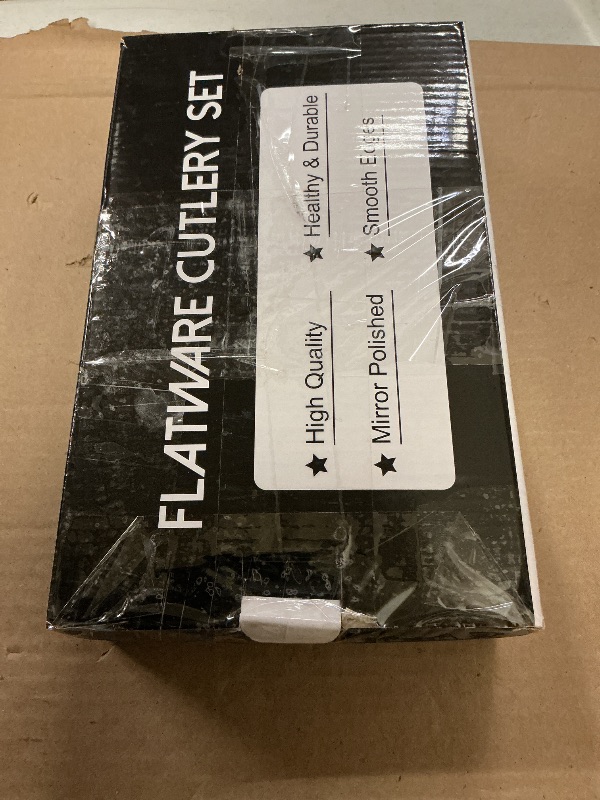 FLATWARE CUTLERY SET
★ High Quality ★ Healthy & Durable
★ Mirror Polished ★ Smooth Edges